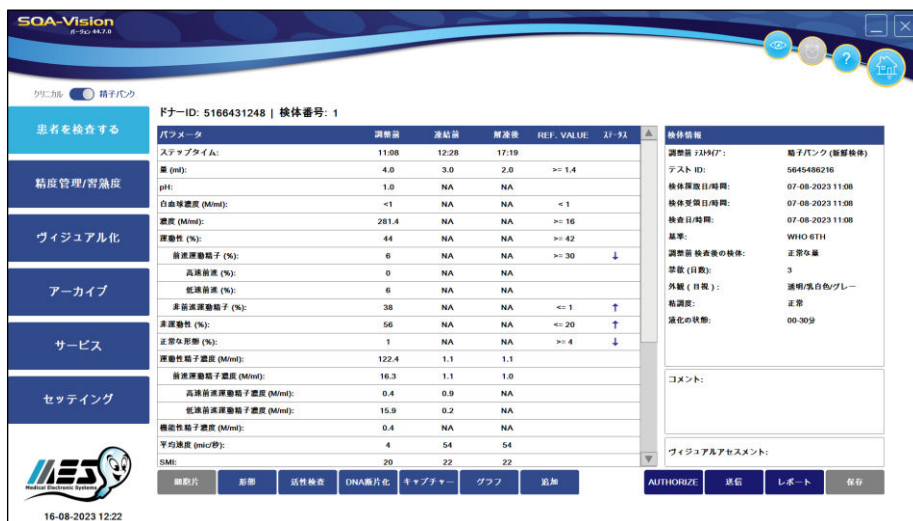 SQA-Vision
バージョン 44.7.0
クリニカル 精子バンク
ドナーID: 5166431248 | 検体番号: 1
患者を検査する
精度管理/習熟度
ヴィジュアル化
アーカイブ
サービス
セッティング
MES
Medical Electronic Systems
16-08-2023 12:22
パラメータ 調整前 凍結前 解凍後 REF. VALUE ステータス
ステップタイム: 11:08 12:28 17:19
量 (ml): 4.0 3.0 2.0 >= 1.4
pH: 1.0 NA NA
白血球濃度 (M/ml): <1 NA NA < 1
濃度 (M/ml): 281.4 NA NA >= 16
運動性 (%): 44 NA NA >= 42
前進運動精子 (%): 6 NA NA >= 30 ↓
高速前進 (%): 0 NA NA
低速前進 (%): 6 NA NA
非前進運動精子 (%): 38 NA NA <= 1 ↑
非運動性 (%): 56 NA NA <= 20 ↑
正常な形態 (%): 1 NA NA >= 4 ↓
運動性精子濃度 (M/ml): 122.4 1.1 1.1
前進運動精子濃度 (M/ml): 16.3 1.1 1.0
高速前進運動精子濃度 (M/ml): 0.4 0.9 NA
低速前進運動精子濃度 (M/ml): 15.9 0.2 NA
機能性精子濃度 (M/ml): 0.4 NA NA
平均速度 (mic/秒): 4 54 54
SMI: 20 22 22
細胞片 形態 活性検査 DNA断片化 キャプチャー グラフ 追加
検体情報
調整前 テストタイプ: 精子バンク (新鮮検体)
テスト ID: 5645486216
検体採取日/時間: 07-08-2023 11:08
検体受領日/時間: 07-08-2023 11:08
検査日/時間: 07-08-2023 11:08
基準: WHO 6TH
調整前 検査後の検体: 正常な量
禁欲 (日数): 3
外観 ( 目視 ) : 透明/乳白色/グレー
粘調度: 正常
液化の状態: 00-30分
コメント:
ヴィジュアルアセスメント:
AUTHORIZE 送信 レポート 保存